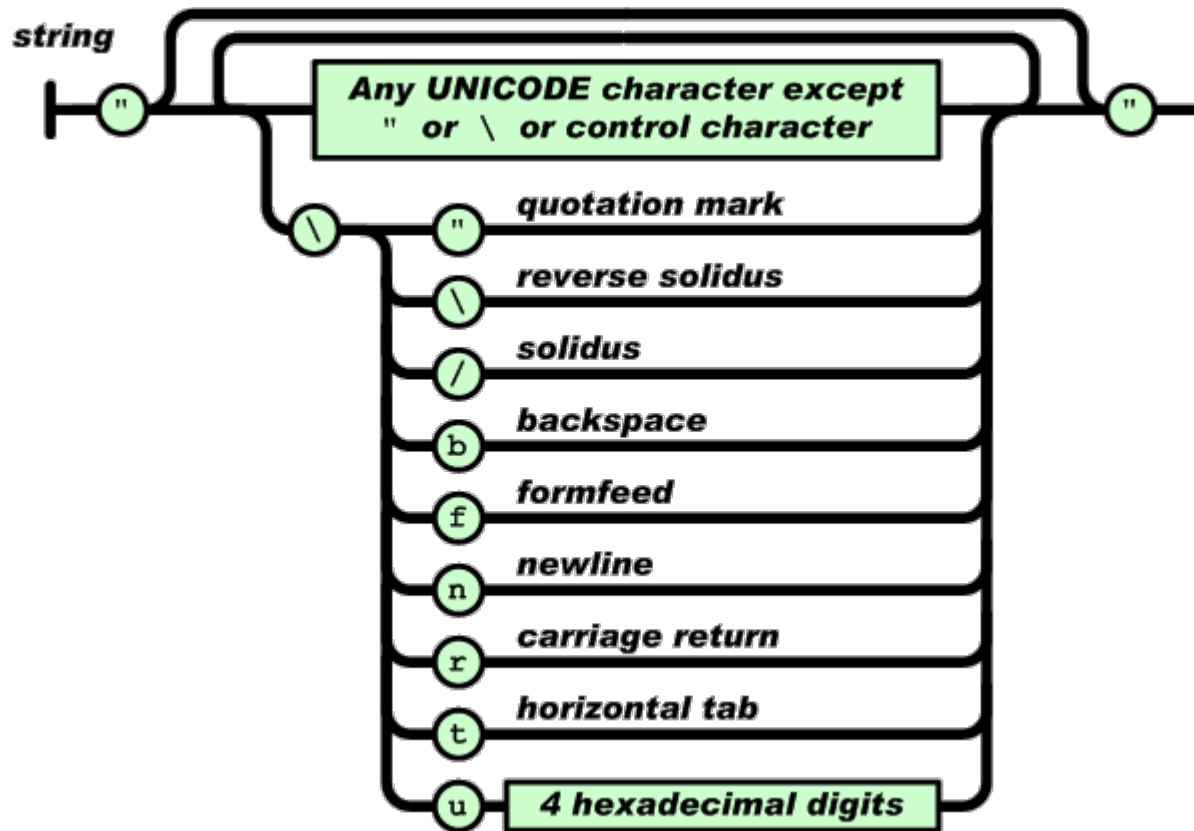 string
"
Any UNICODE character except
" or \ or control character
"
\
" quotation mark
\ reverse solidus
/ solidus
b backspace
f formfeed
n newline
r carriage return
t horizontal tab
u 4 hexadecimal digits